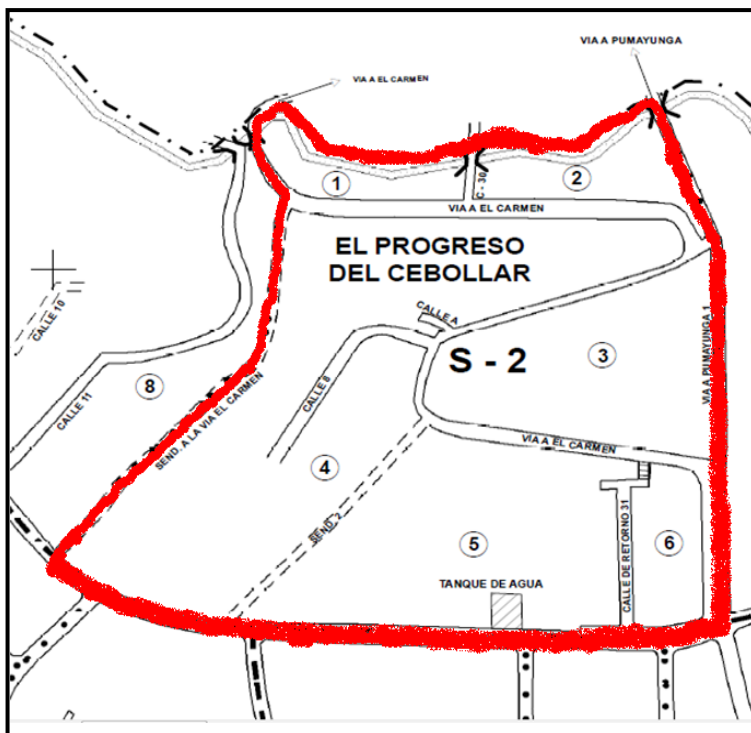 VIA A PUMAYUNGA
VIA A EL CARMEN
1
2
C - 30
VIA A EL CARMEN
EL PROGRESO
DEL CEBOLLAR
CALLE 10
CALLE A
S - 2
3
VIA A PUMAYUNGA 1
8
CALLE 11
CALLE 8
SEND. A LA VIA EL CARMEN
VIA A EL CARMEN
4
SEND. 2
5
6
CALLE DE RETORNO 31
TANQUE DE AGUA